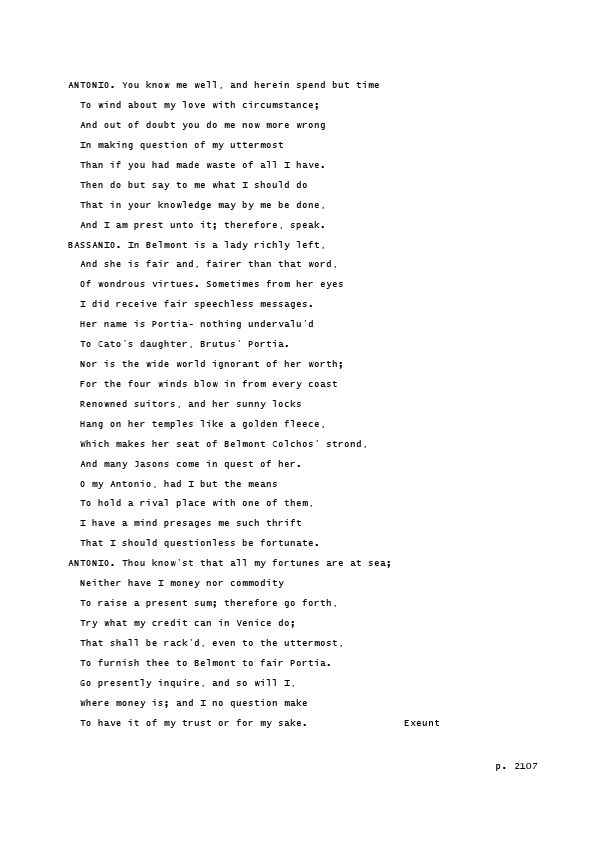 ANTONIO. You know me well, and herein spend but time
To wind about my love with circumstance;
And out of doubt you do me now more wrong
In making question of my uttermost
Than if you had made waste of all I have.
Then do but say to me what I should do
That in your knowledge may by me be done,
And I am prest unto it; therefore, speak.
BASSANIO. In Belmont is a lady richly left,
And she is fair and, fairer than that word,
Of wondrous virtues. Sometimes from her eyes
I did receive fair speechless messages.
Her name is Portia- nothing undervalu'd
To Cato's daughter, Brutus' Portia.
Nor is the wide world ignorant of her worth;
For the four winds blow in from every coast
Renowned suitors, and her sunny locks
Hang on her temples like a golden fleece,
Which makes her seat of Belmont Colchos' strond,
And many Jasons come in quest of her.
O my Antonio, had I but the means
To hold a rival place with one of them,
I have a mind presages me such thrift
That I should questionless be fortunate.
ANTONIO. Thou know'st that all my fortunes are at sea;
Neither have I money nor commodity
To raise a present sum; therefore go forth,
Try what my credit can in Venice do;
That shall be rack'd, even to the uttermost,
To furnish thee to Belmont to fair Portia.
Go presently inquire, and so will I,
Where money is; and I no question make
To have it of my trust or for my sake. Exeunt
p. 2107